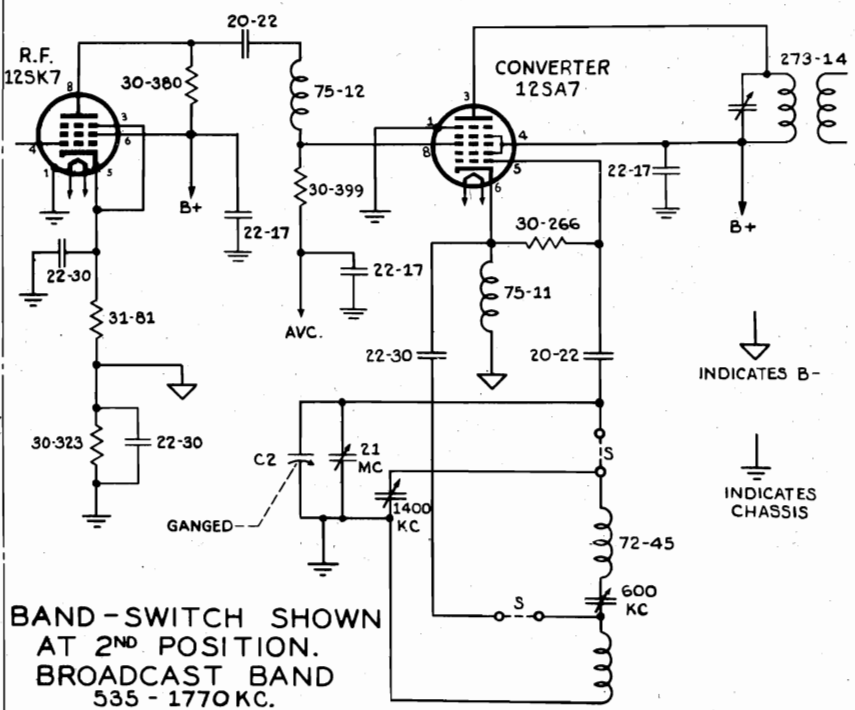 R.F.
12SK7
20-22
30-380
75-12
8
3
6
4
1
5
B+
22-17
22-30
31-81
30-323
22-30
30-399
22-17
AVC.
CONVERTER
12SA7
3
1
8
4
5
6
273-14
22-17
B+
30-266
75-11
22-30
20-22
INDICATES B-
INDICATES
CHASSIS
C2
21
MC
GANGED
1400
KC
S
72-45
600
KC
S
BAND-SWITCH SHOWN
AT 2ND POSITION.
BROADCAST BAND
535 - 1770 KC.